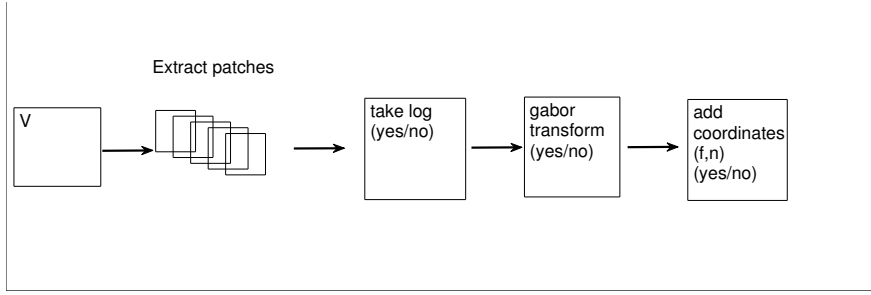 Extract patches
V
take log
(yes/no)
gabor
transform
(yes/no)
add
coordinates
(f,n)
(yes/no)